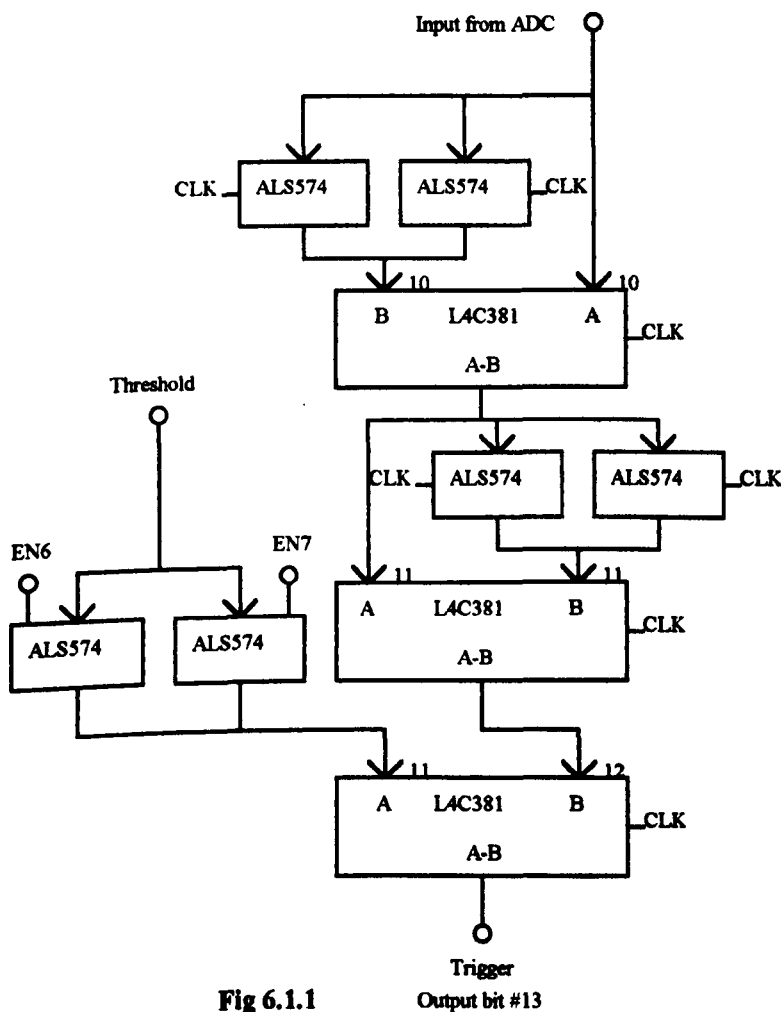 Input from ADC
CLK ALS574 ALS574 CLK
10 10
B L4C381 A
CLK
A-B
Threshold
CLK ALS574 ALS574 CLK
EN6 EN7
11 11
A L4C381 B
CLK
ALS574 ALS574
A-B
11 12
A L4C381 B
CLK
A-B
Trigger
Fig 6.1.1 Output bit #13